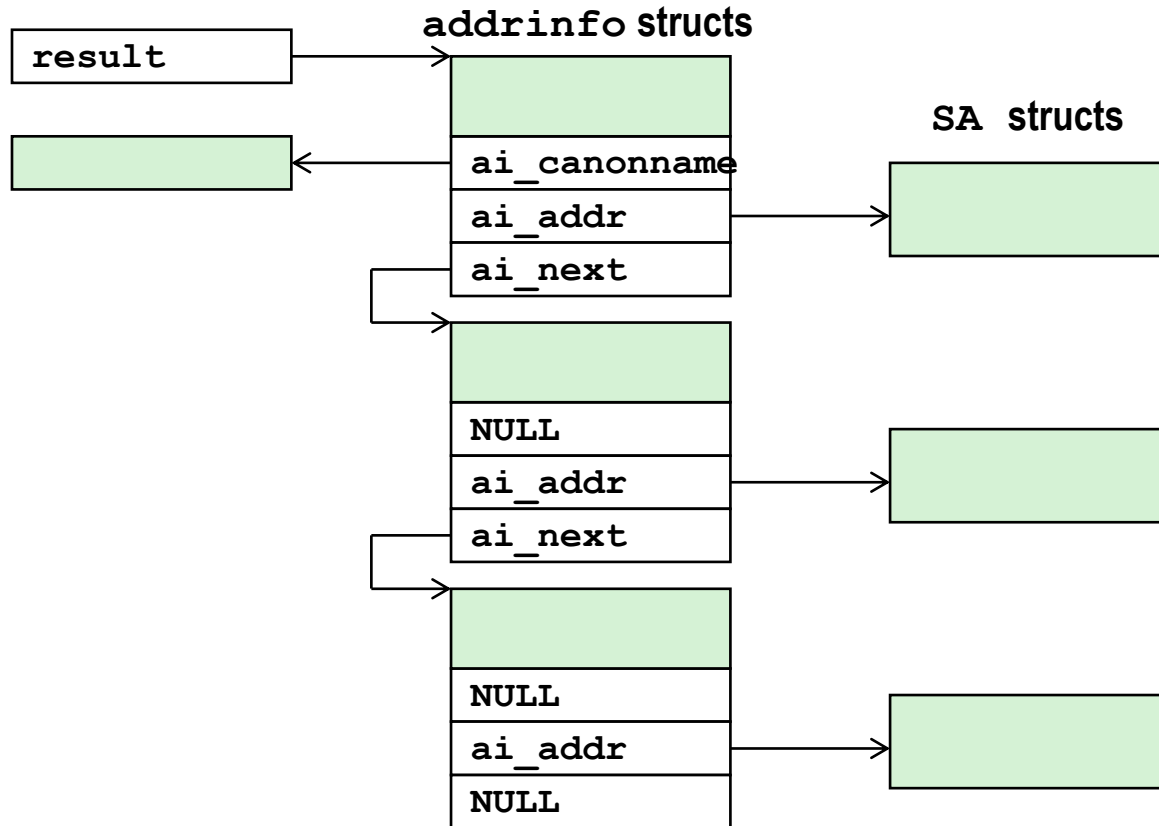 addrinfo structs
result
SA structs
ai_canonname
ai_addr
ai_next
NULL
ai_addr
ai_next
NULL
ai_addr
NULL